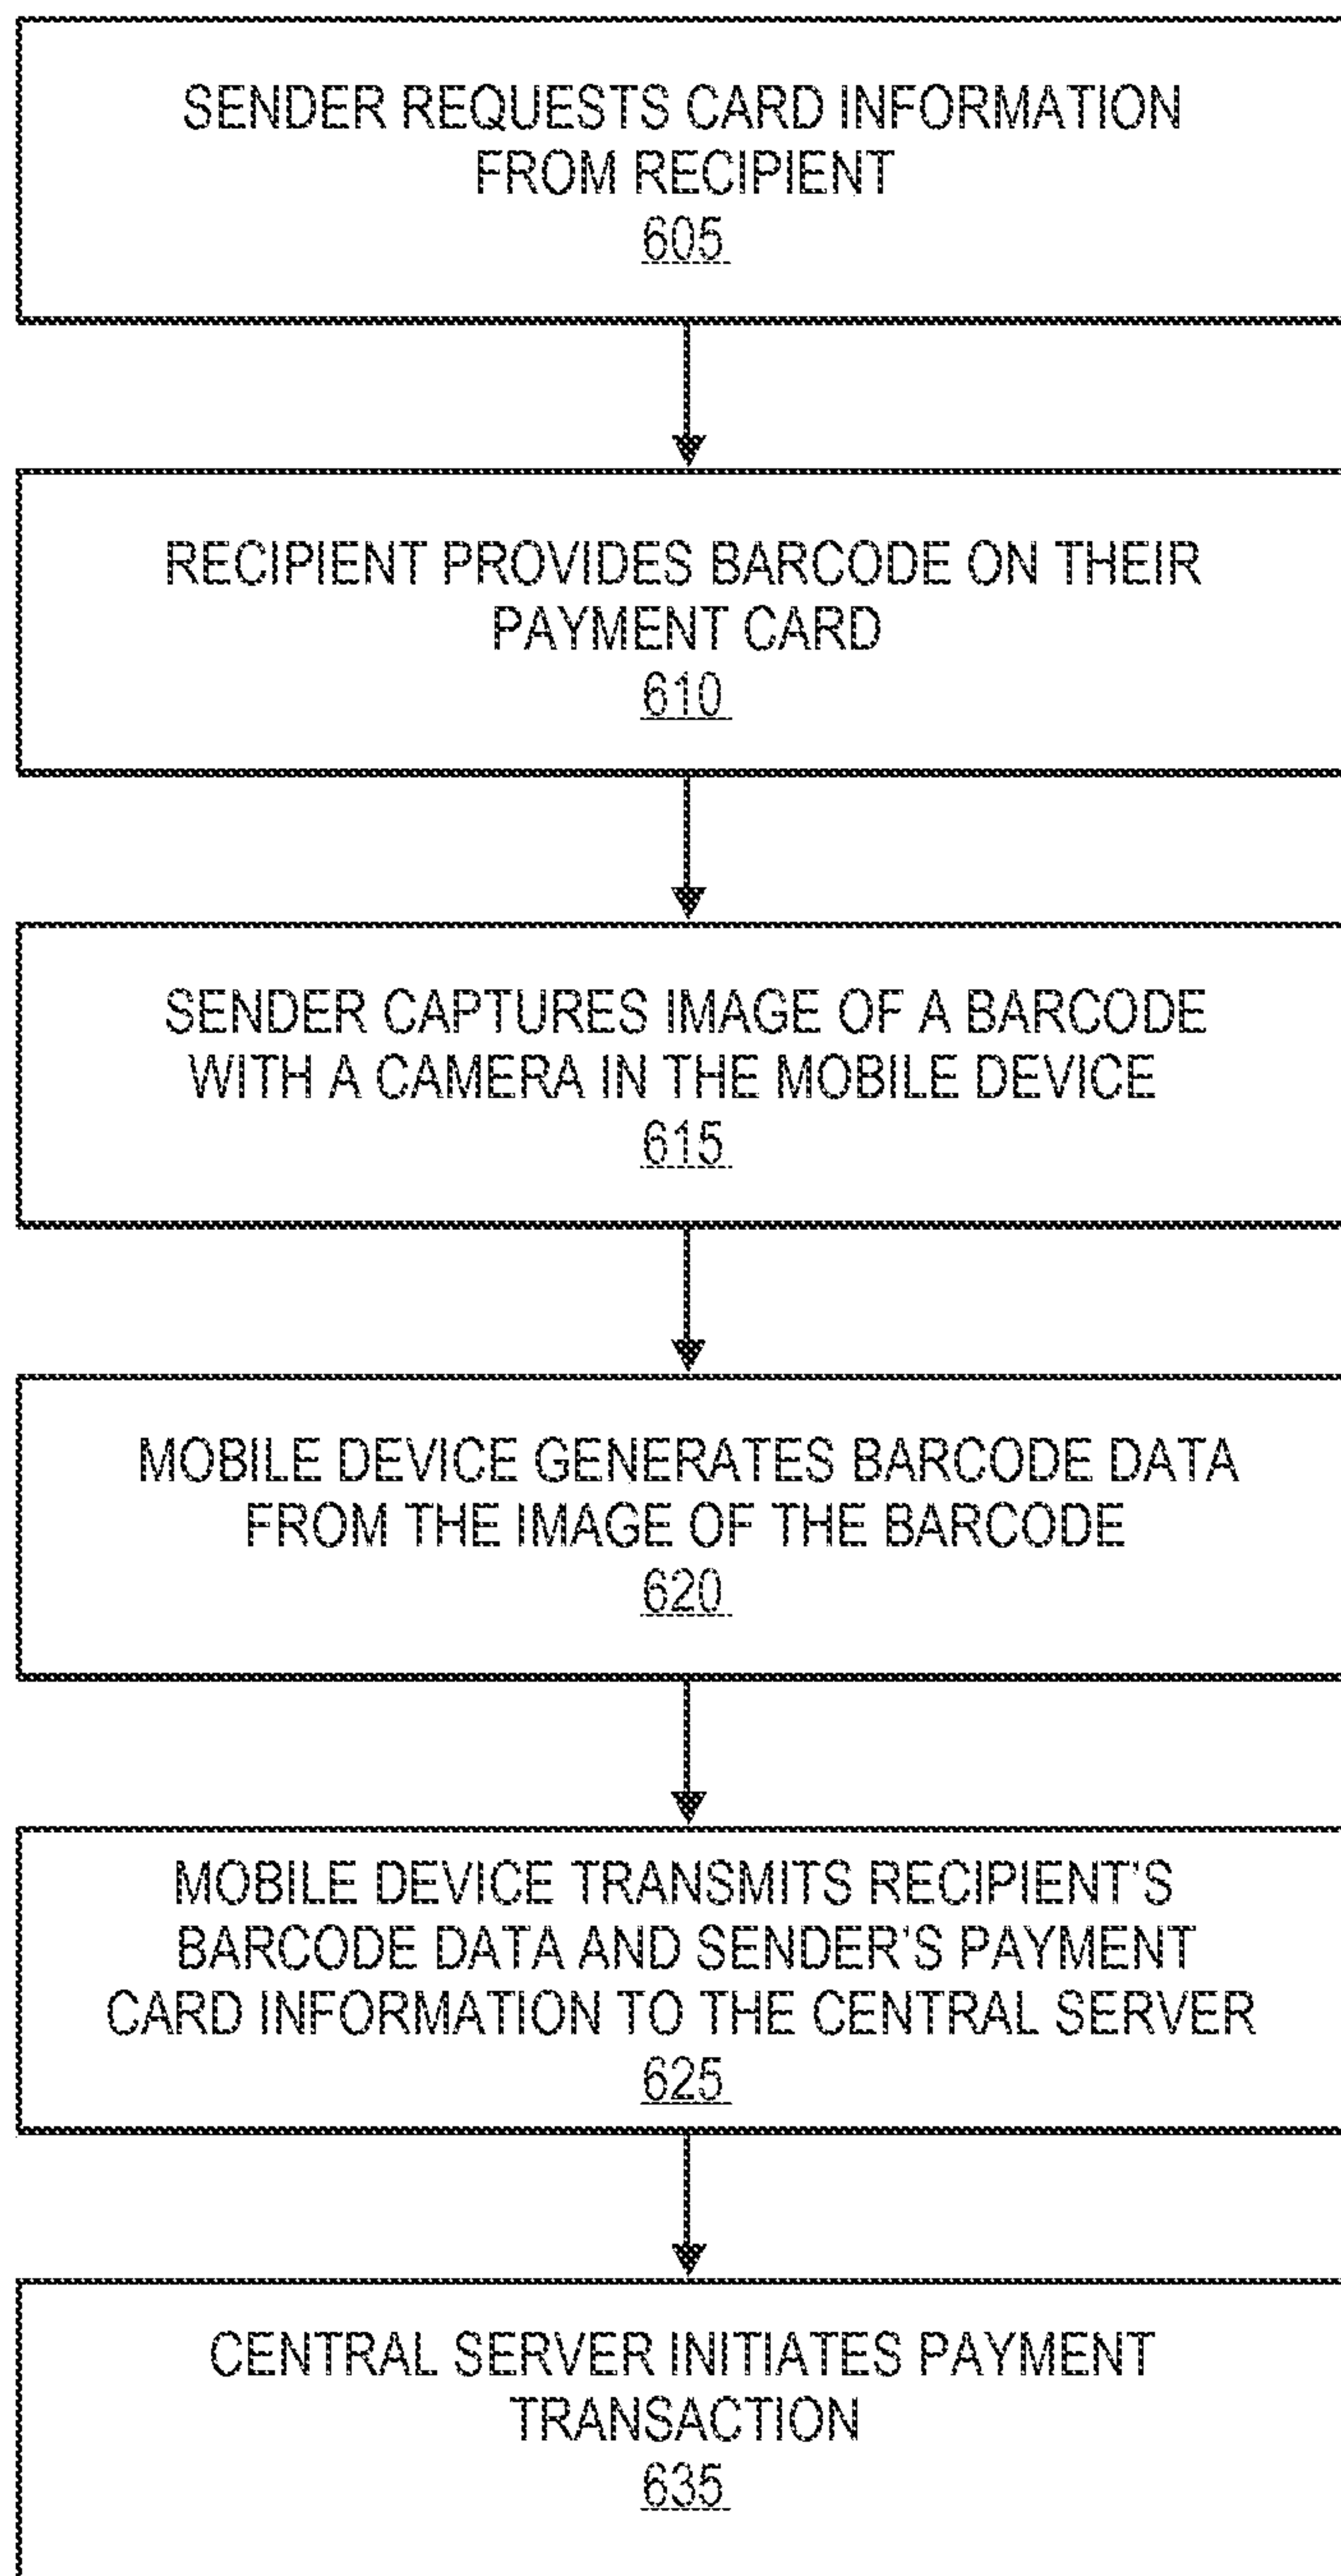 SENDER REQUESTS CARD INFORMATION
FROM RECIPIENT
605
RECIPIENT PROVIDES BARCODE ON THEIR
PAYMENT CARD
610
SENDER CAPTURES IMAGE OF A BARCODE
WITH A CAMERA IN THE MOBILE DEVICE
615
MOBILE DEVICE GENERATES BARCODE DATA
FROM THE IMAGE OF THE BARCODE
620
MOBILE DEVICE TRANSMITS RECIPIENT'S
BARCODE DATA AND SENDER'S PAYMENT
CARD INFORMATION TO THE CENTRAL SERVER
625
CENTRAL SERVER INITIATES PAYMENT
TRANSACTION
635